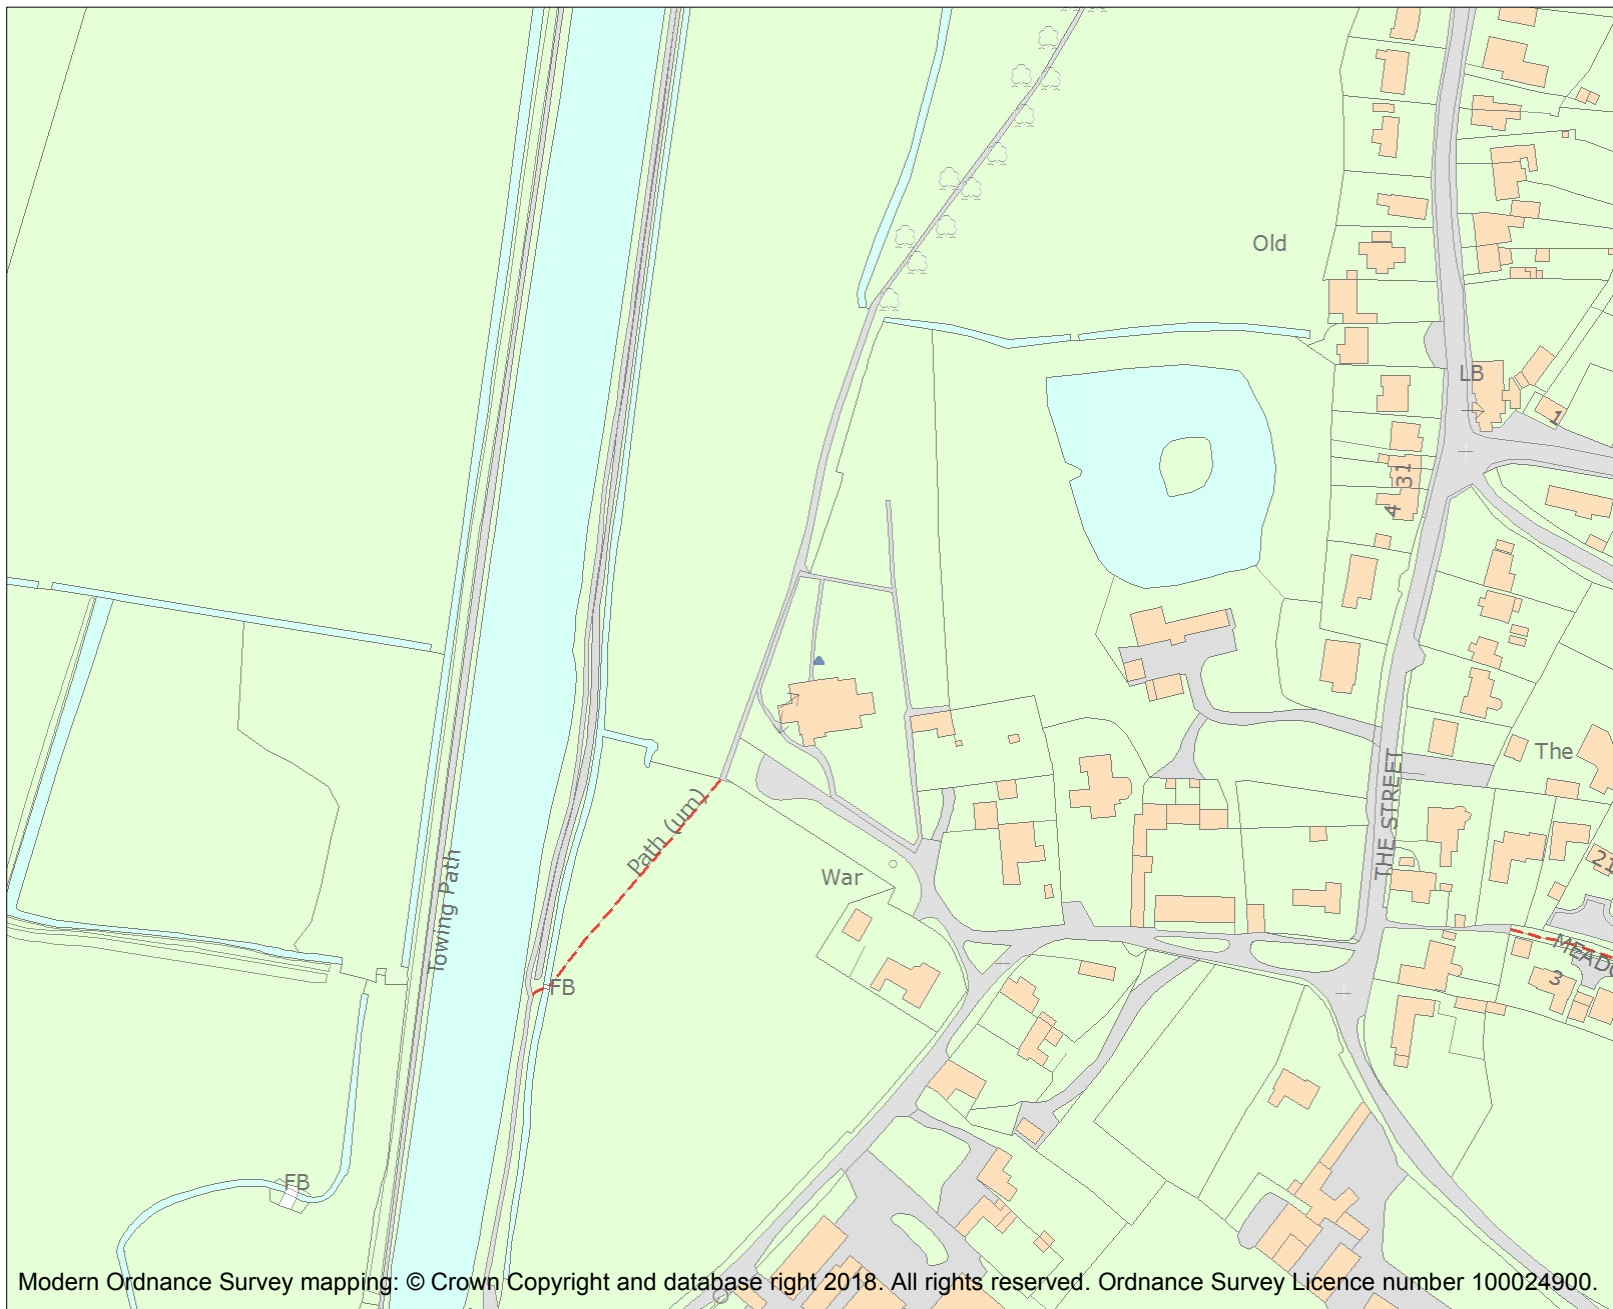 Old
LB
1
31
4
The
THE STREET
Path (um)
21
War
Towing Path
MEADO
3
FB
FB
Modern Ordnance Survey mapping: © Crown Copyright and database right 2018. All rights reserved. Ordnance Survey Licence number 100024900.